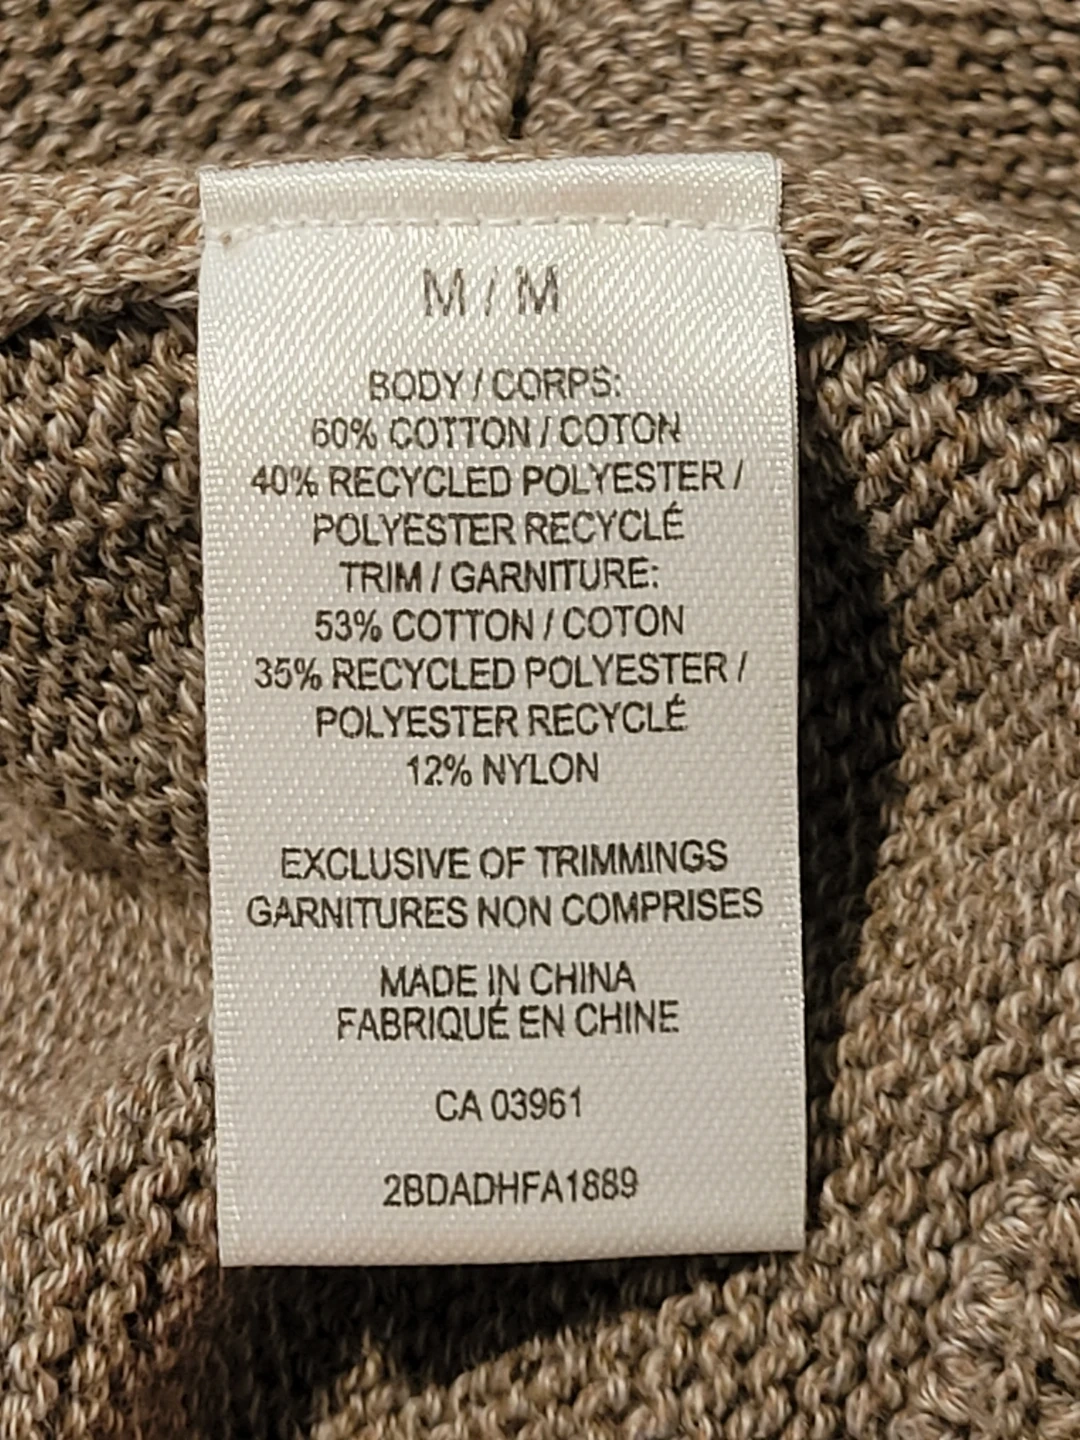 M / M
BODY / CORPS:
60% COTTON / COTON
40% RECYCLED POLYESTER /
POLYESTER RECYCLÉ
TRIM / GARNITURE:
53% COTTON / COTON
35% RECYCLED POLYESTER /
POLYESTER RECYCLÉ
12% NYLON
EXCLUSIVE OF TRIMMINGS
GARNITURES NON COMPRISES
MADE IN CHINA
FABRIQUÉ EN CHINE
CA 03961
2BDADHFA1889